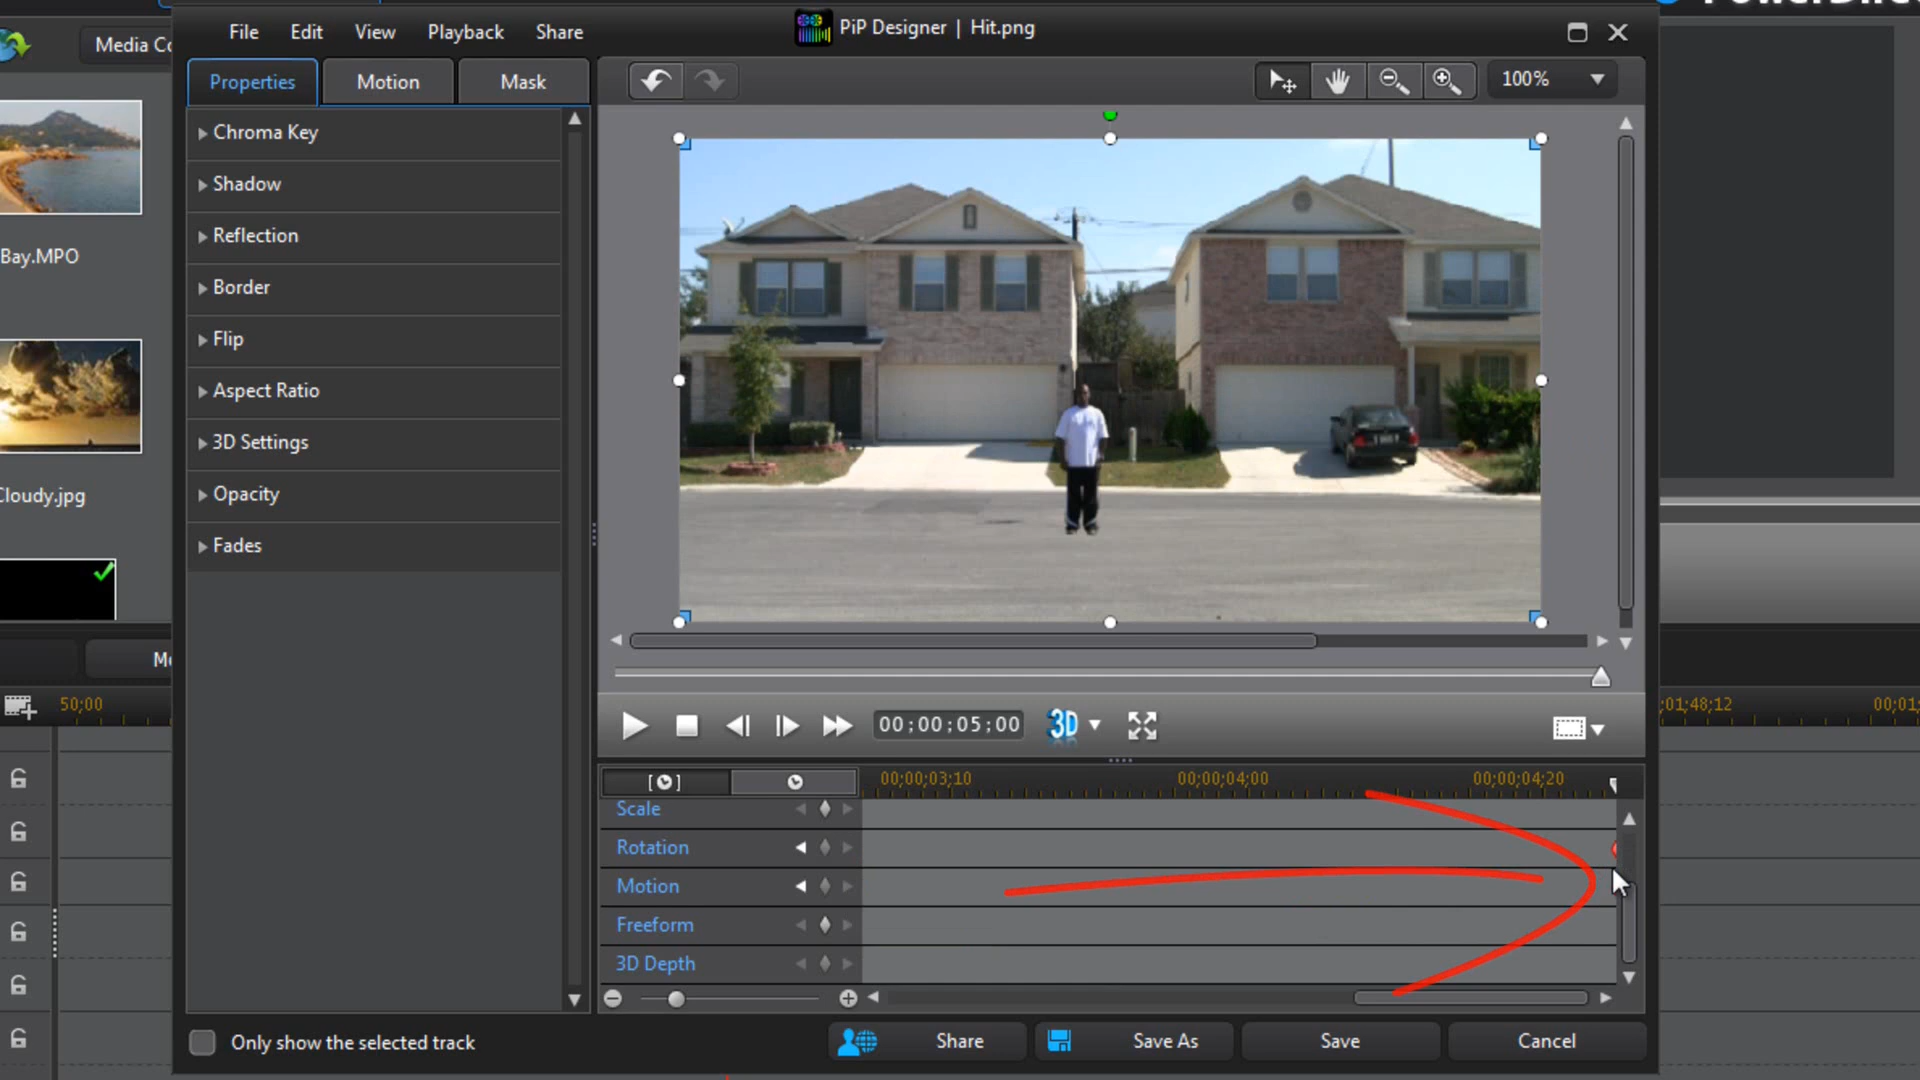 PiP Designer | Hit.png
File Edit View Playback Share
Media Co
Properties Motion Mask
100%
Chroma Key
Shadow
Reflection
Border
Flip
Aspect Ratio
3D Settings
Opacity
Fades
Bay.MPO
Cloudy.jpg
50;00
00;00;05;00
3D
;01;48;12
00;01;
00;00;03;10
00;00;04;00
00;00;04;20
Scale
Rotation
Motion
Freeform
3D Depth
Only show the selected track
Share Save As Save Cancel